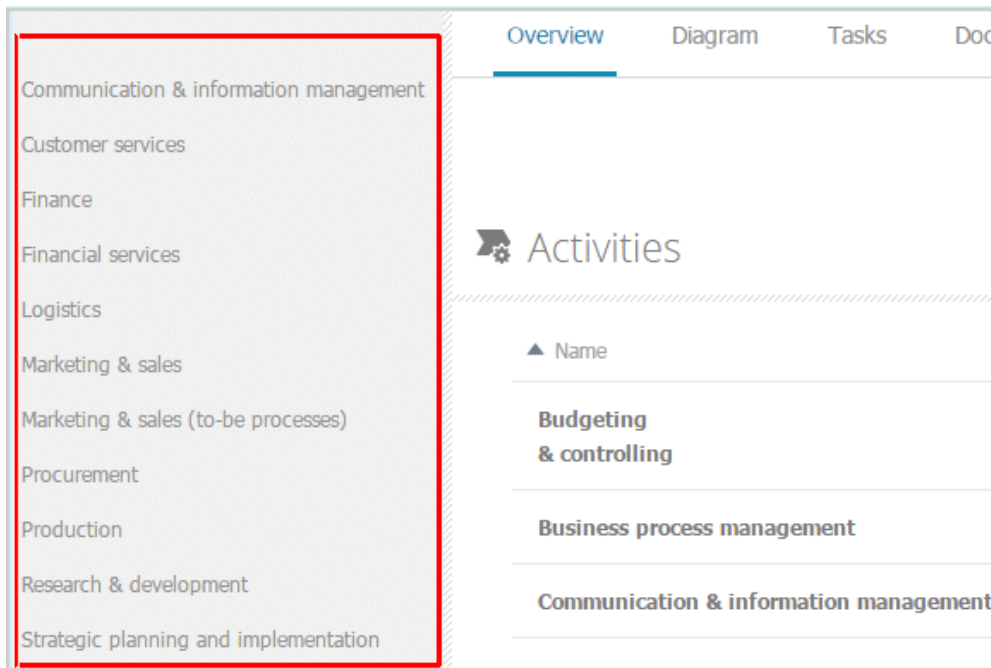 Communication & information management
Customer services
Finance
Financial services
Logistics
Marketing & sales
Marketing & sales (to-be processes)
Procurement
Production
Research & development
Strategic planning and implementation
Overview Diagram Tasks Doc
Activities
Name
Budgeting
& controlling
Business process management
Communication & information management